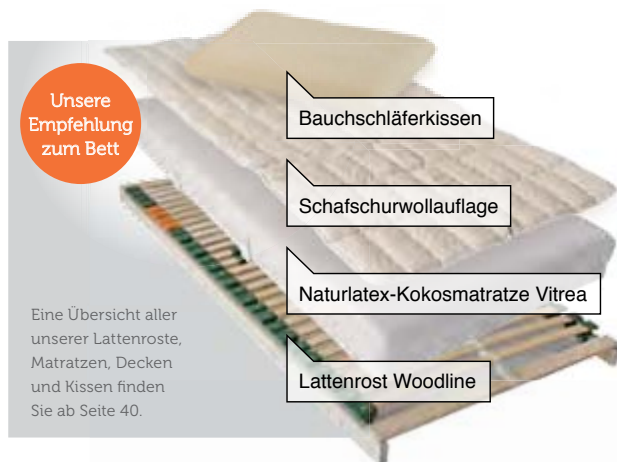 Unsere
Empfehlung
zum Bett
Bauchschläferkissen
Schafschurwollauflage
Naturlatex-Kokosmatratze Vitrea
Lattenrost Woodline
Eine Übersicht aller
unserer Lattenroste,
Matratzen, Decken
und Kissen finden
Sie ab Seite 40.